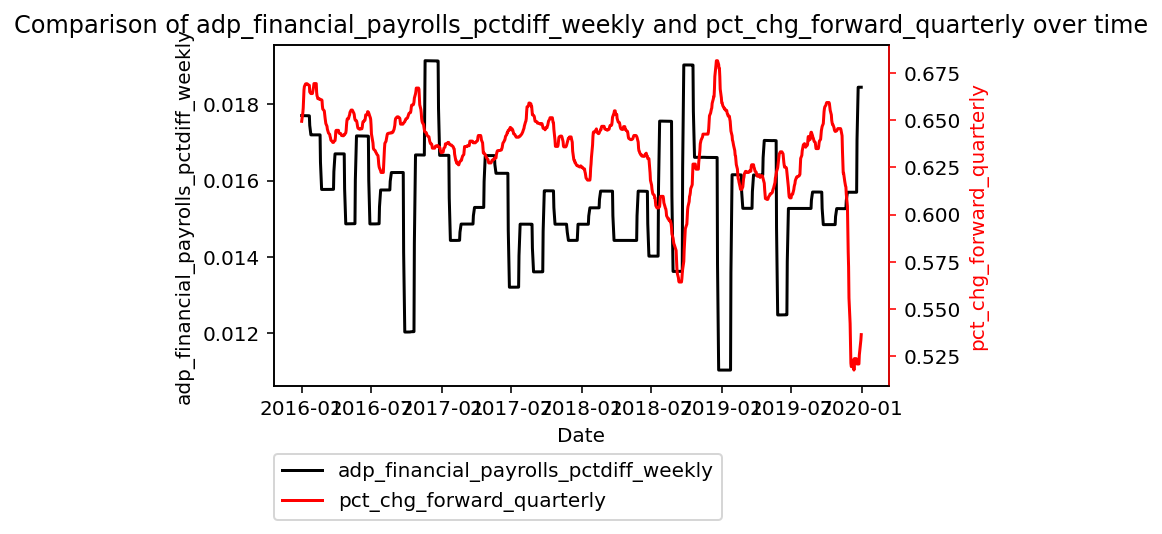 Comparison of adp_financial_payrolls_pctdiff_weekly and pct_chg_forward_quarterly over time
adp_financial_payrolls_pctdiff_weekly
0.018
0.016
0.014
0.012
0.675
0.650
0.625
0.600
0.575
0.550
0.525
pct_chg_forward_quarterly
2016-01 2016-07 2017-01 2017-07 2018-01 2018-07 2019-01 2019-07 2020-01
Date
adp_financial_payrolls_pctdiff_weekly
pct_chg_forward_quarterly